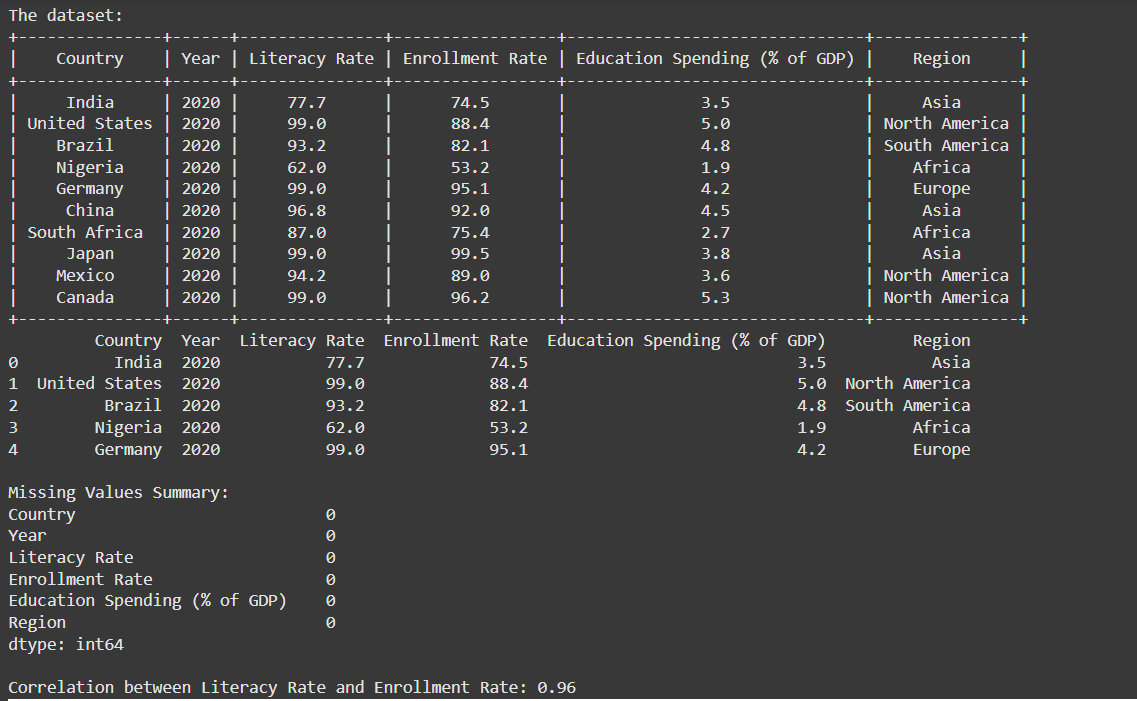 The dataset:
+---------------+------+---------------+-----------------+-------------------------------+---------------+
|    Country    | Year | Literacy Rate | Enrollment Rate | Education Spending (% of GDP) |     Region    |
+---------------+------+---------------+-----------------+-------------------------------+---------------+
|     India     | 2020 |      77.7     |       74.5      |              3.5              |      Asia     |
| United States | 2020 |      99.0     |       88.4      |              5.0              | North America |
|     Brazil    | 2020 |      93.2     |       82.1      |              4.8              | South America |
|    Nigeria    | 2020 |      62.0     |       53.2      |              1.9              |     Africa    |
|    Germany    | 2020 |      99.0     |       95.1      |              4.2              |     Europe    |
|     China     | 2020 |      96.8     |       92.0      |              4.5              |      Asia     |
|  South Africa | 2020 |      87.0     |       75.4      |              2.7              |     Africa    |
|     Japan     | 2020 |      99.0     |       99.5      |              3.8              |      Asia     |
|     Mexico    | 2020 |      94.2     |       89.0      |              3.6              | North America |
|     Canada    | 2020 |      99.0     |       96.2      |              5.3              | North America |
+---------------+------+---------------+-----------------+-------------------------------+---------------+
         Country  Year  Literacy Rate  Enrollment Rate  Education Spending (% of GDP)         Region
0          India  2020           77.7             74.5                            3.5           Asia
1  United States  2020           99.0             88.4                            5.0  North America
2         Brazil  2020           93.2             82.1                            4.8  South America
3        Nigeria  2020           62.0             53.2                            1.9         Africa
4        Germany  2020           99.0             95.1                            4.2         Europe

Missing Values Summary:
Country                          0
Year                             0
Literacy Rate                    0
Enrollment Rate                  0
Education Spending (% of GDP)    0
Region                           0
dtype: int64

Correlation between Literacy Rate and Enrollment Rate: 0.96